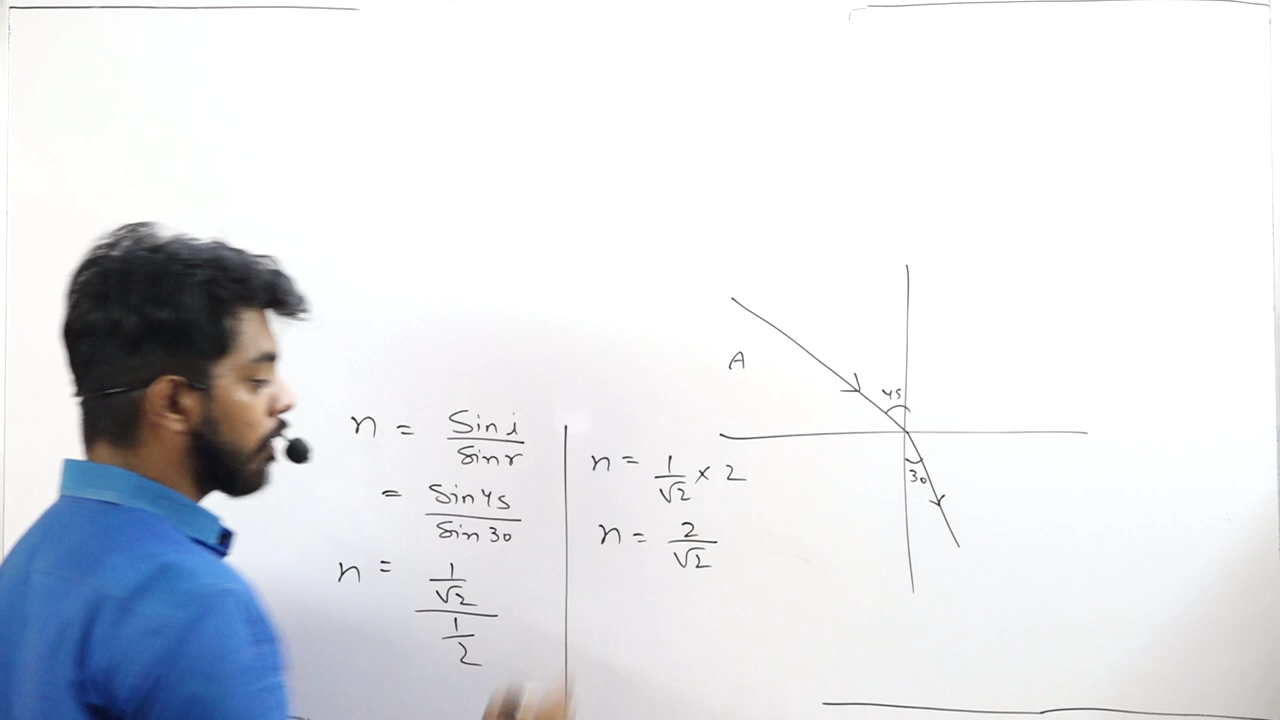 n = Sin i / Sin r
= Sin 45 / Sin 30
n = 1/√2 / 1/2
n = 1/√2 × 2
n = 2/√2
A
45
30